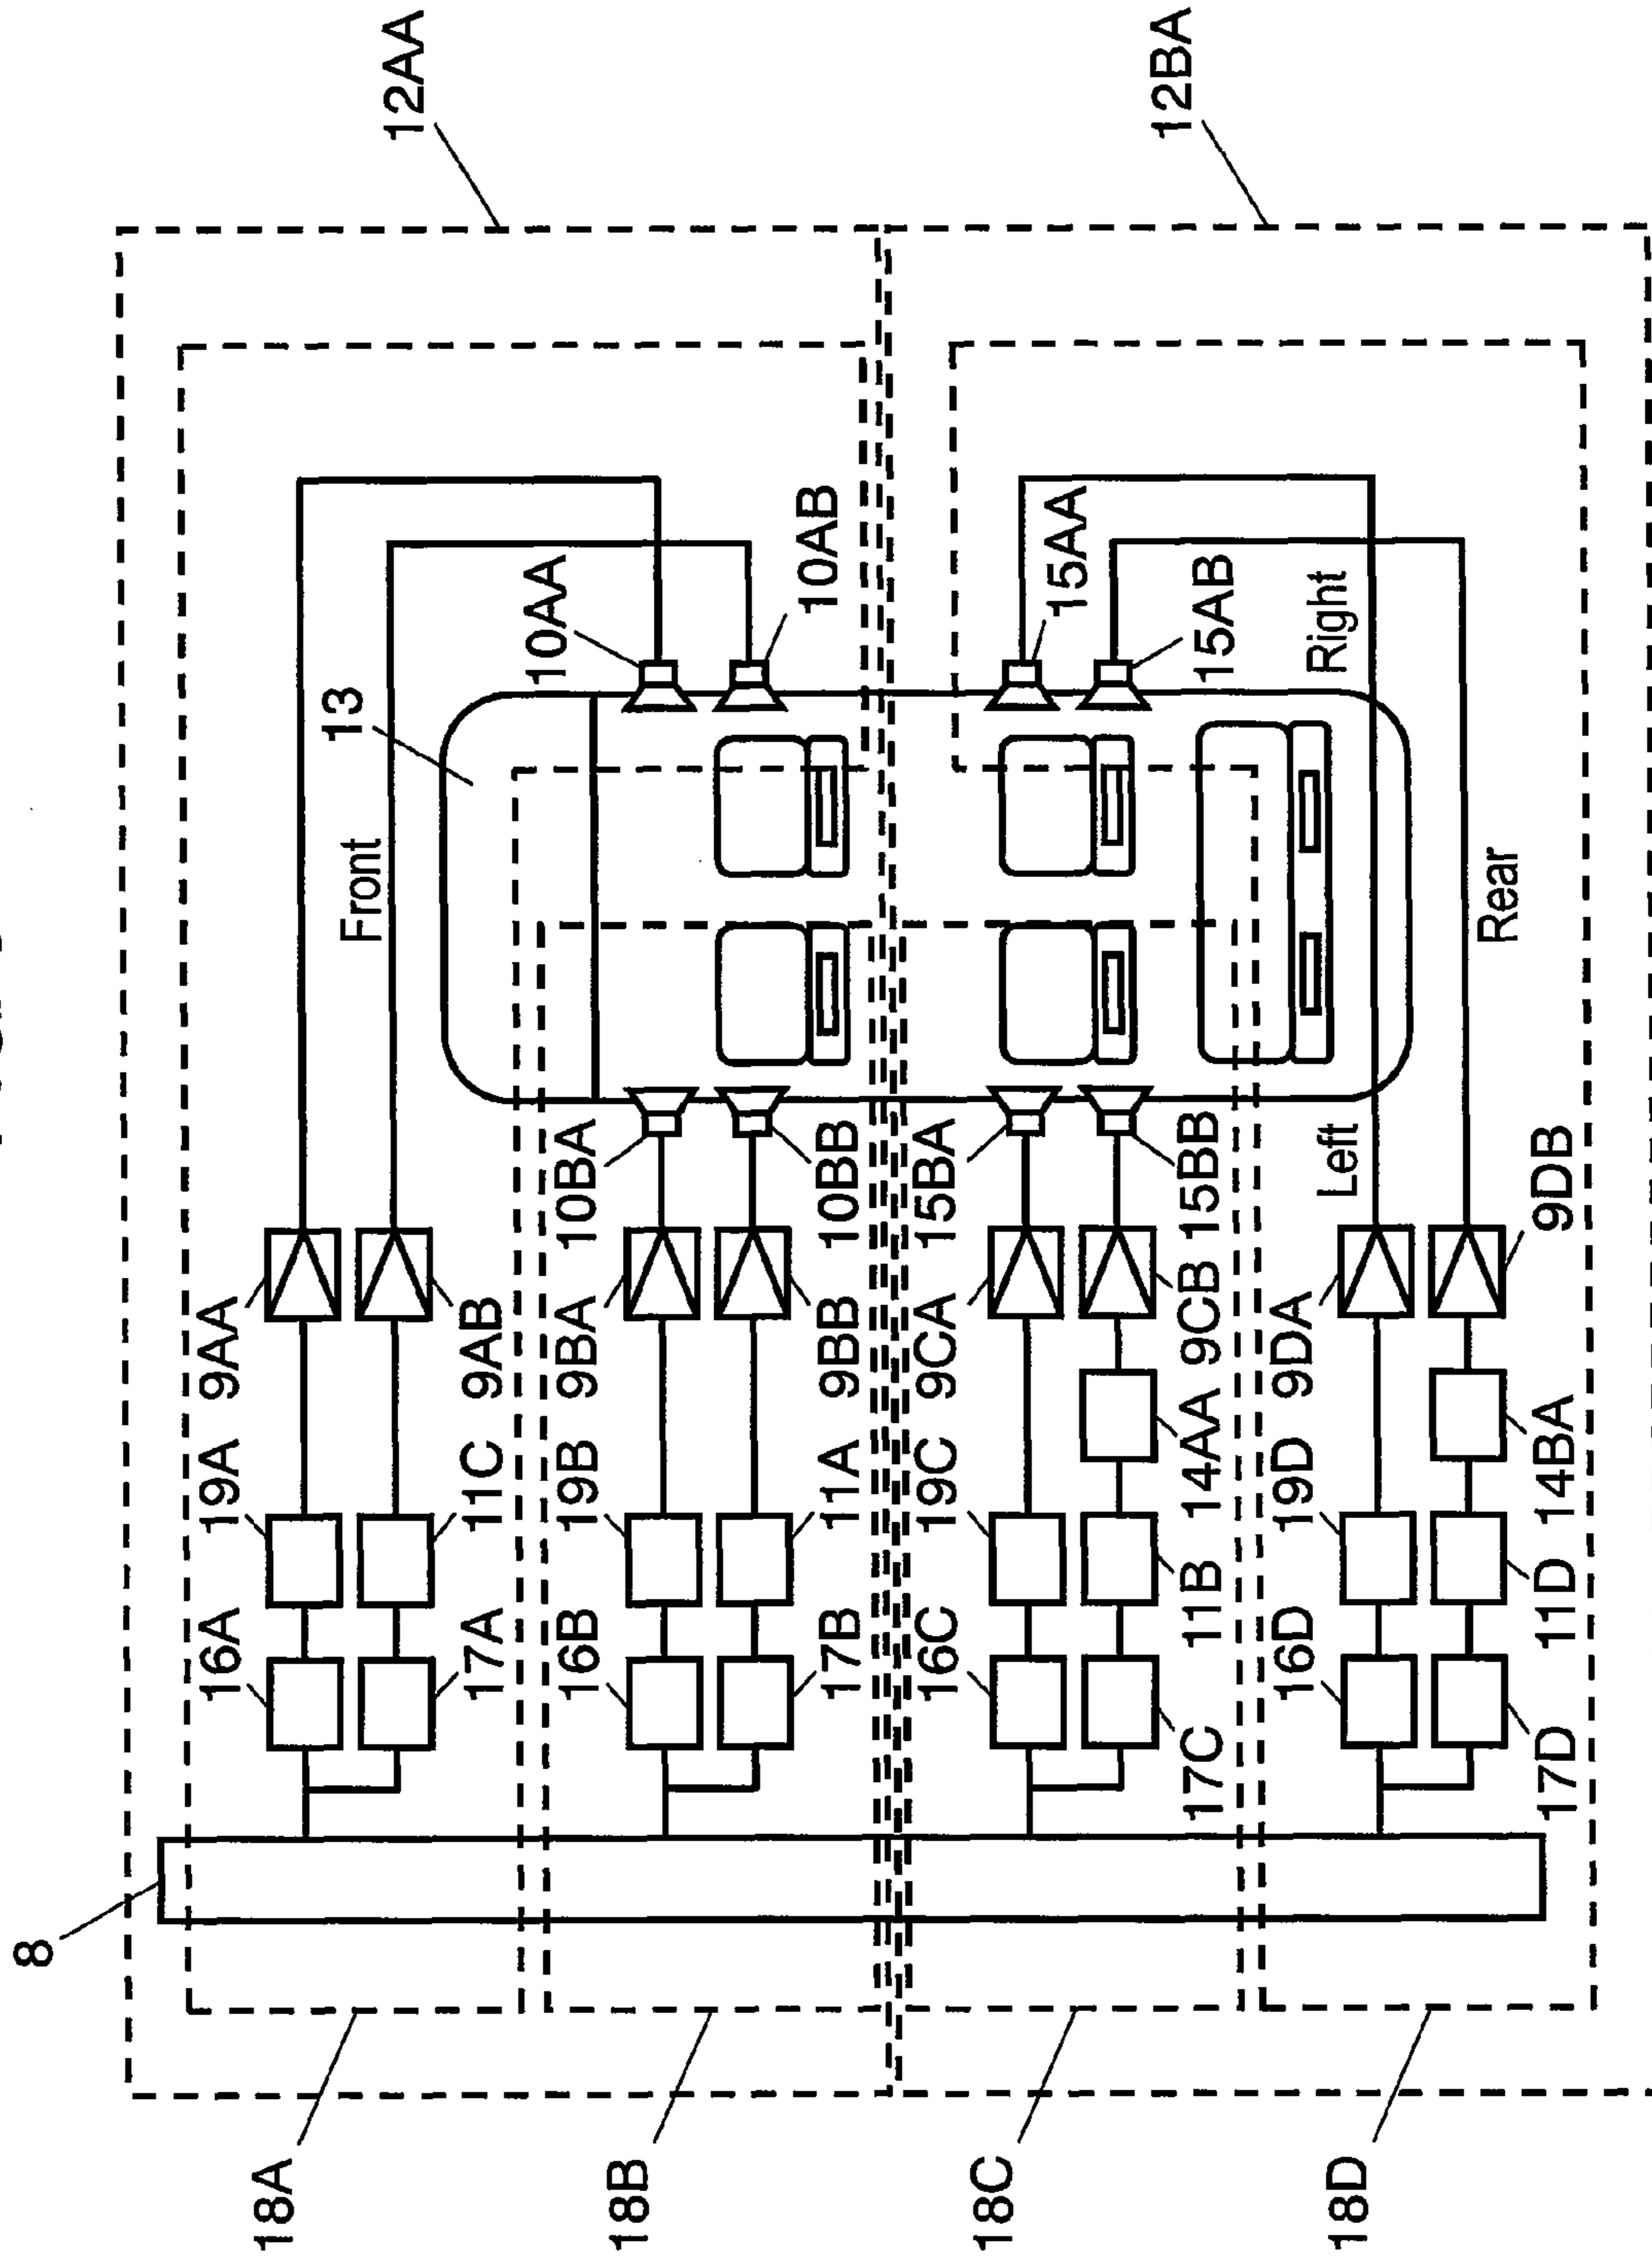 12AA
12BA
13
10AA
10AB
15AA
15AB
Right
Front
Rear
Left
10BA
10BB
15BA
15BB
9AA
9AB
9BA
9BB
9CA
9CB
9DA
9DB
19A
11C
19B
11A
19C
11B
14AA
19D
11D
14BA
16A
17A
16B
17B
16C
17C
16D
17D
8
18A
18B
18C
18D